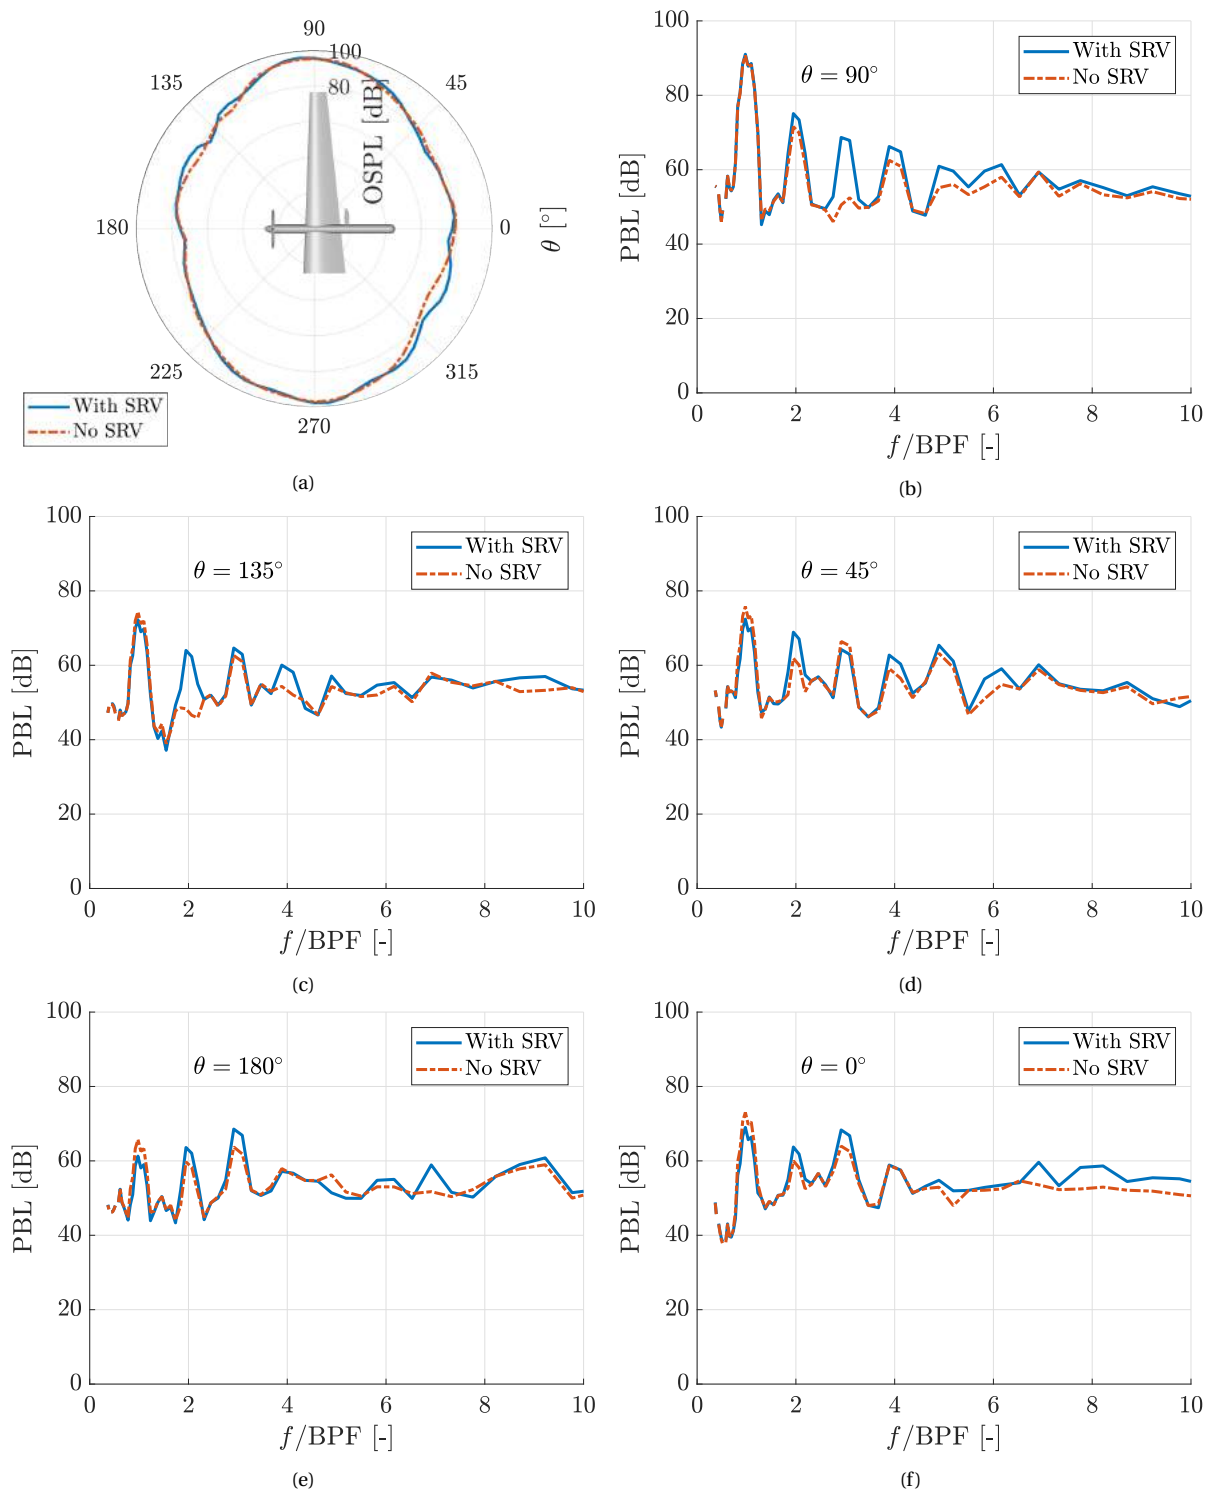 90
100
135
80
45
OSPL [dB]
180
0
θ [°]
225
315
270
With SRV
No SRV
(a)
100
80
60
40
20
0
PBL [dB]
θ = 90°
With SRV
No SRV
0 2 4 6 8 10
f/BPF [-]
(b)
100
80
60
40
20
0
PBL [dB]
θ = 135°
With SRV
No SRV
0 2 4 6 8 10
f/BPF [-]
(c)
100
80
60
40
20
0
PBL [dB]
θ = 45°
With SRV
No SRV
0 2 4 6 8 10
f/BPF [-]
(d)
100
80
60
40
20
0
PBL [dB]
θ = 180°
With SRV
No SRV
0 2 4 6 8 10
f/BPF [-]
(e)
100
80
60
40
20
0
PBL [dB]
θ = 0°
With SRV
No SRV
0 2 4 6 8 10
f/BPF [-]
(f)